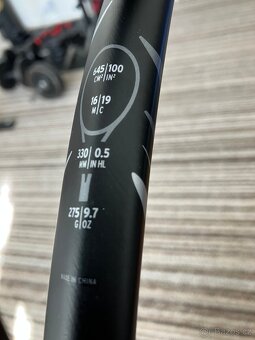 645|100
CM²|IN²
16|19
M|C
330|0.5
MM|IN HL
275|9.7
G|OZ
MADE IN CHINA